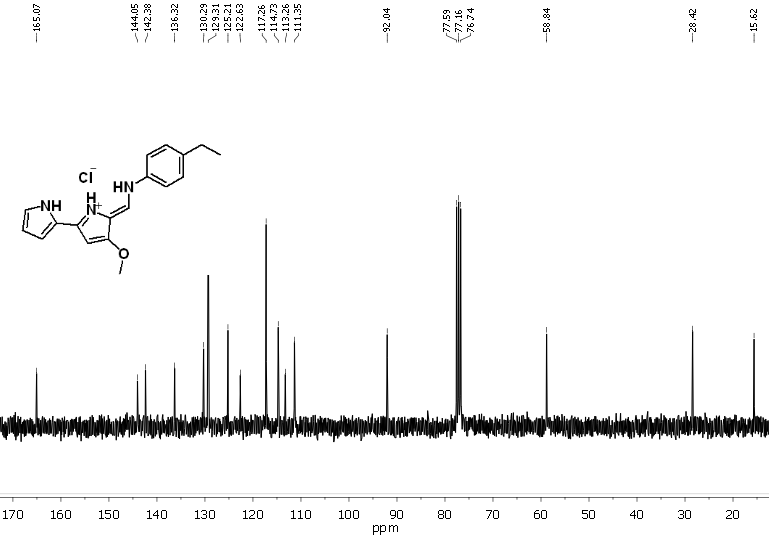 165.07
144.05
142.38
136.32
130.29
129.31
125.21
122.63
117.26
114.73
113.26
111.35
92.04
77.59
77.16
76.74
58.84
28.42
15.62
Cl⁻
HN
H
N⁺
NH
O
170 160 150 140 130 120 110 100 90 80 70 60 50 40 30 20
ppm